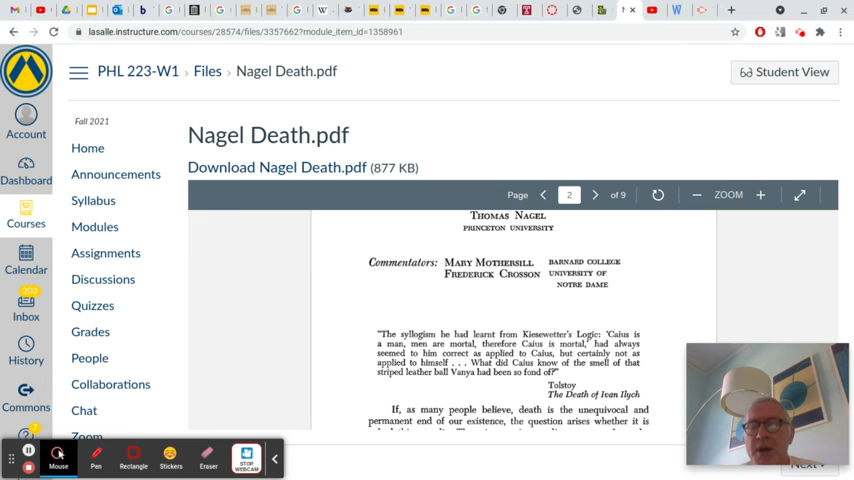 lasalle.instructure.com/courses/28574/files/3357662?module_item_id=1358961
PHL 223-W1 › Files › Nagel Death.pdf
Student View
Account
Dashboard
Courses
Calendar
203
Inbox
History
Commons
7
Fall 2021
Home
Announcements
Syllabus
Modules
Assignments
Discussions
Quizzes
Grades
People
Collaborations
Chat
Zoom
Nagel Death.pdf
Download Nagel Death.pdf (877 KB)
Page 2 of 9 ZOOM
THOMAS NAGEL
PRINCETON UNIVERSITY
Commentators: MARY MOTHERSILL BARNARD COLLEGE
FREDERICK CROSSON UNIVERSITY OF
NOTRE DAME
"The syllogism he had learnt from Kiesewetter's Logic: 'Caius is
a man, men are mortal, therefore Caius is mortal,' had always
seemed to him correct as applied to Caius, but certainly not as
applied to himself . . . What did Caius know of the smell of that
striped leather ball Vanya had been so fond of?"
Tolstoy
The Death of Ivan Ilych
If, as many people believe, death is the unequivocal and
permanent end of our existence, the question arises whether it is
Mouse
Pen
Rectangle
Stickers
Eraser
STOP
WEBCAM
Next